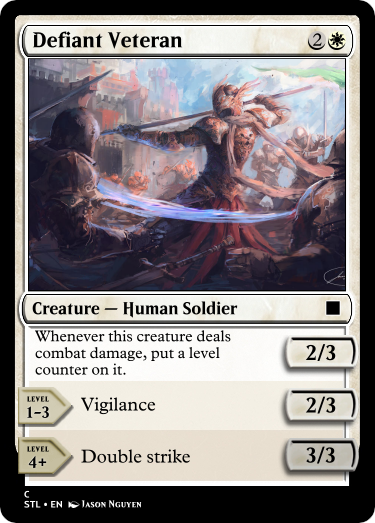 Defiant Veteran 2
Creature — Human Soldier
Whenever this creature deals
combat damage, put a level
counter on it.
2/3
LEVEL
1-3
Vigilance
2/3
LEVEL
4+
Double strike
3/3
C
STL • EN Jason Nguyen